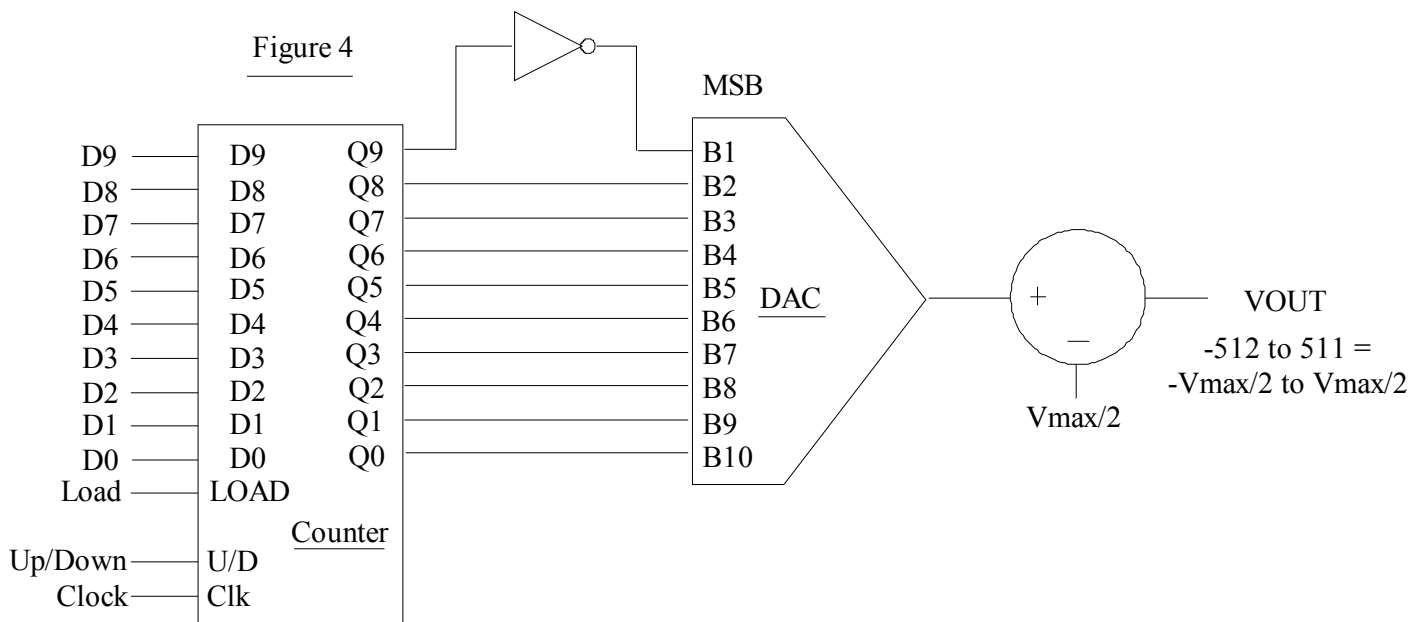 Figure 4
MSB
D9 D9 Q9 B1
D8 D8 Q8 B2
D7 D7 Q7 B3
D6 D6 Q6 B4
D5 D5 Q5 B5
DAC
D4 D4 Q4 B6
D3 D3 Q3 B7
D2 D2 Q2 B8
D1 D1 Q1 B9
D0 D0 Q0 B10
+
−
Vmax/2
VOUT
-512 to 511 =
-Vmax/2 to Vmax/2
Load LOAD
Counter
Up/Down U/D
Clock Clk